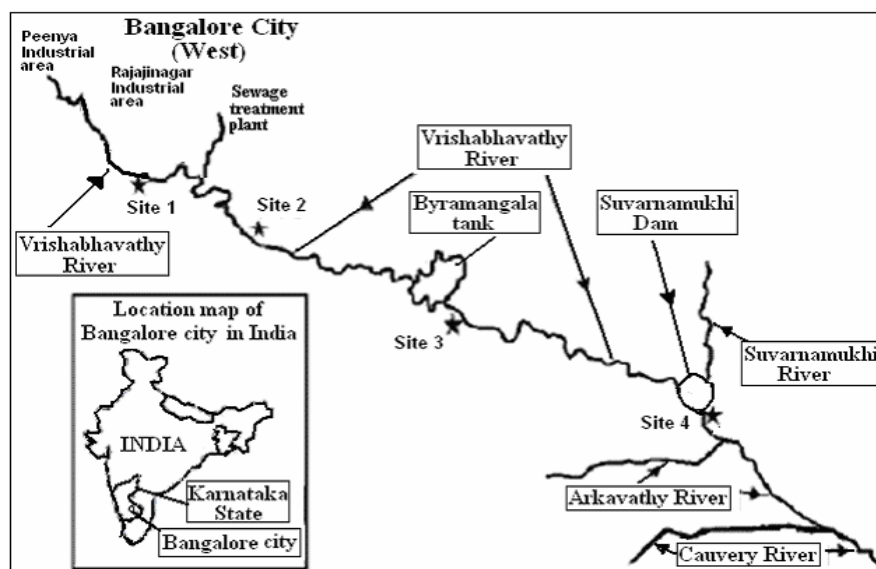 Bangalore City
(West)
Peenya
Industrial
area
Rajajinagar
Industrial
area
Sewage
treatment
plant
Vrishabhavathy
River
Site 1
Site 2
Byramangala
tank
Suvarnamukhi
Dam
Vrishabhavathy
River
Site 3
Suvarnamukhi
River
Site 4
Arkavathy River
Cauvery River
Location map of
Bangalore city in India
INDIA
Karnataka
State
Bangalore city